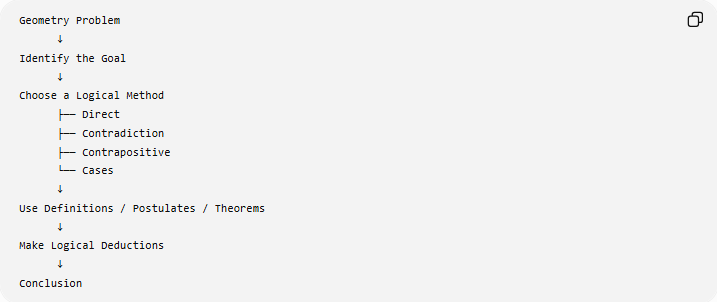 Geometry Problem
↓
Identify the Goal
↓
Choose a Logical Method
├── Direct
├── Contradiction
├── Contrapositive
└── Cases
↓
Use Definitions / Postulates / Theorems
↓
Make Logical Deductions
↓
Conclusion